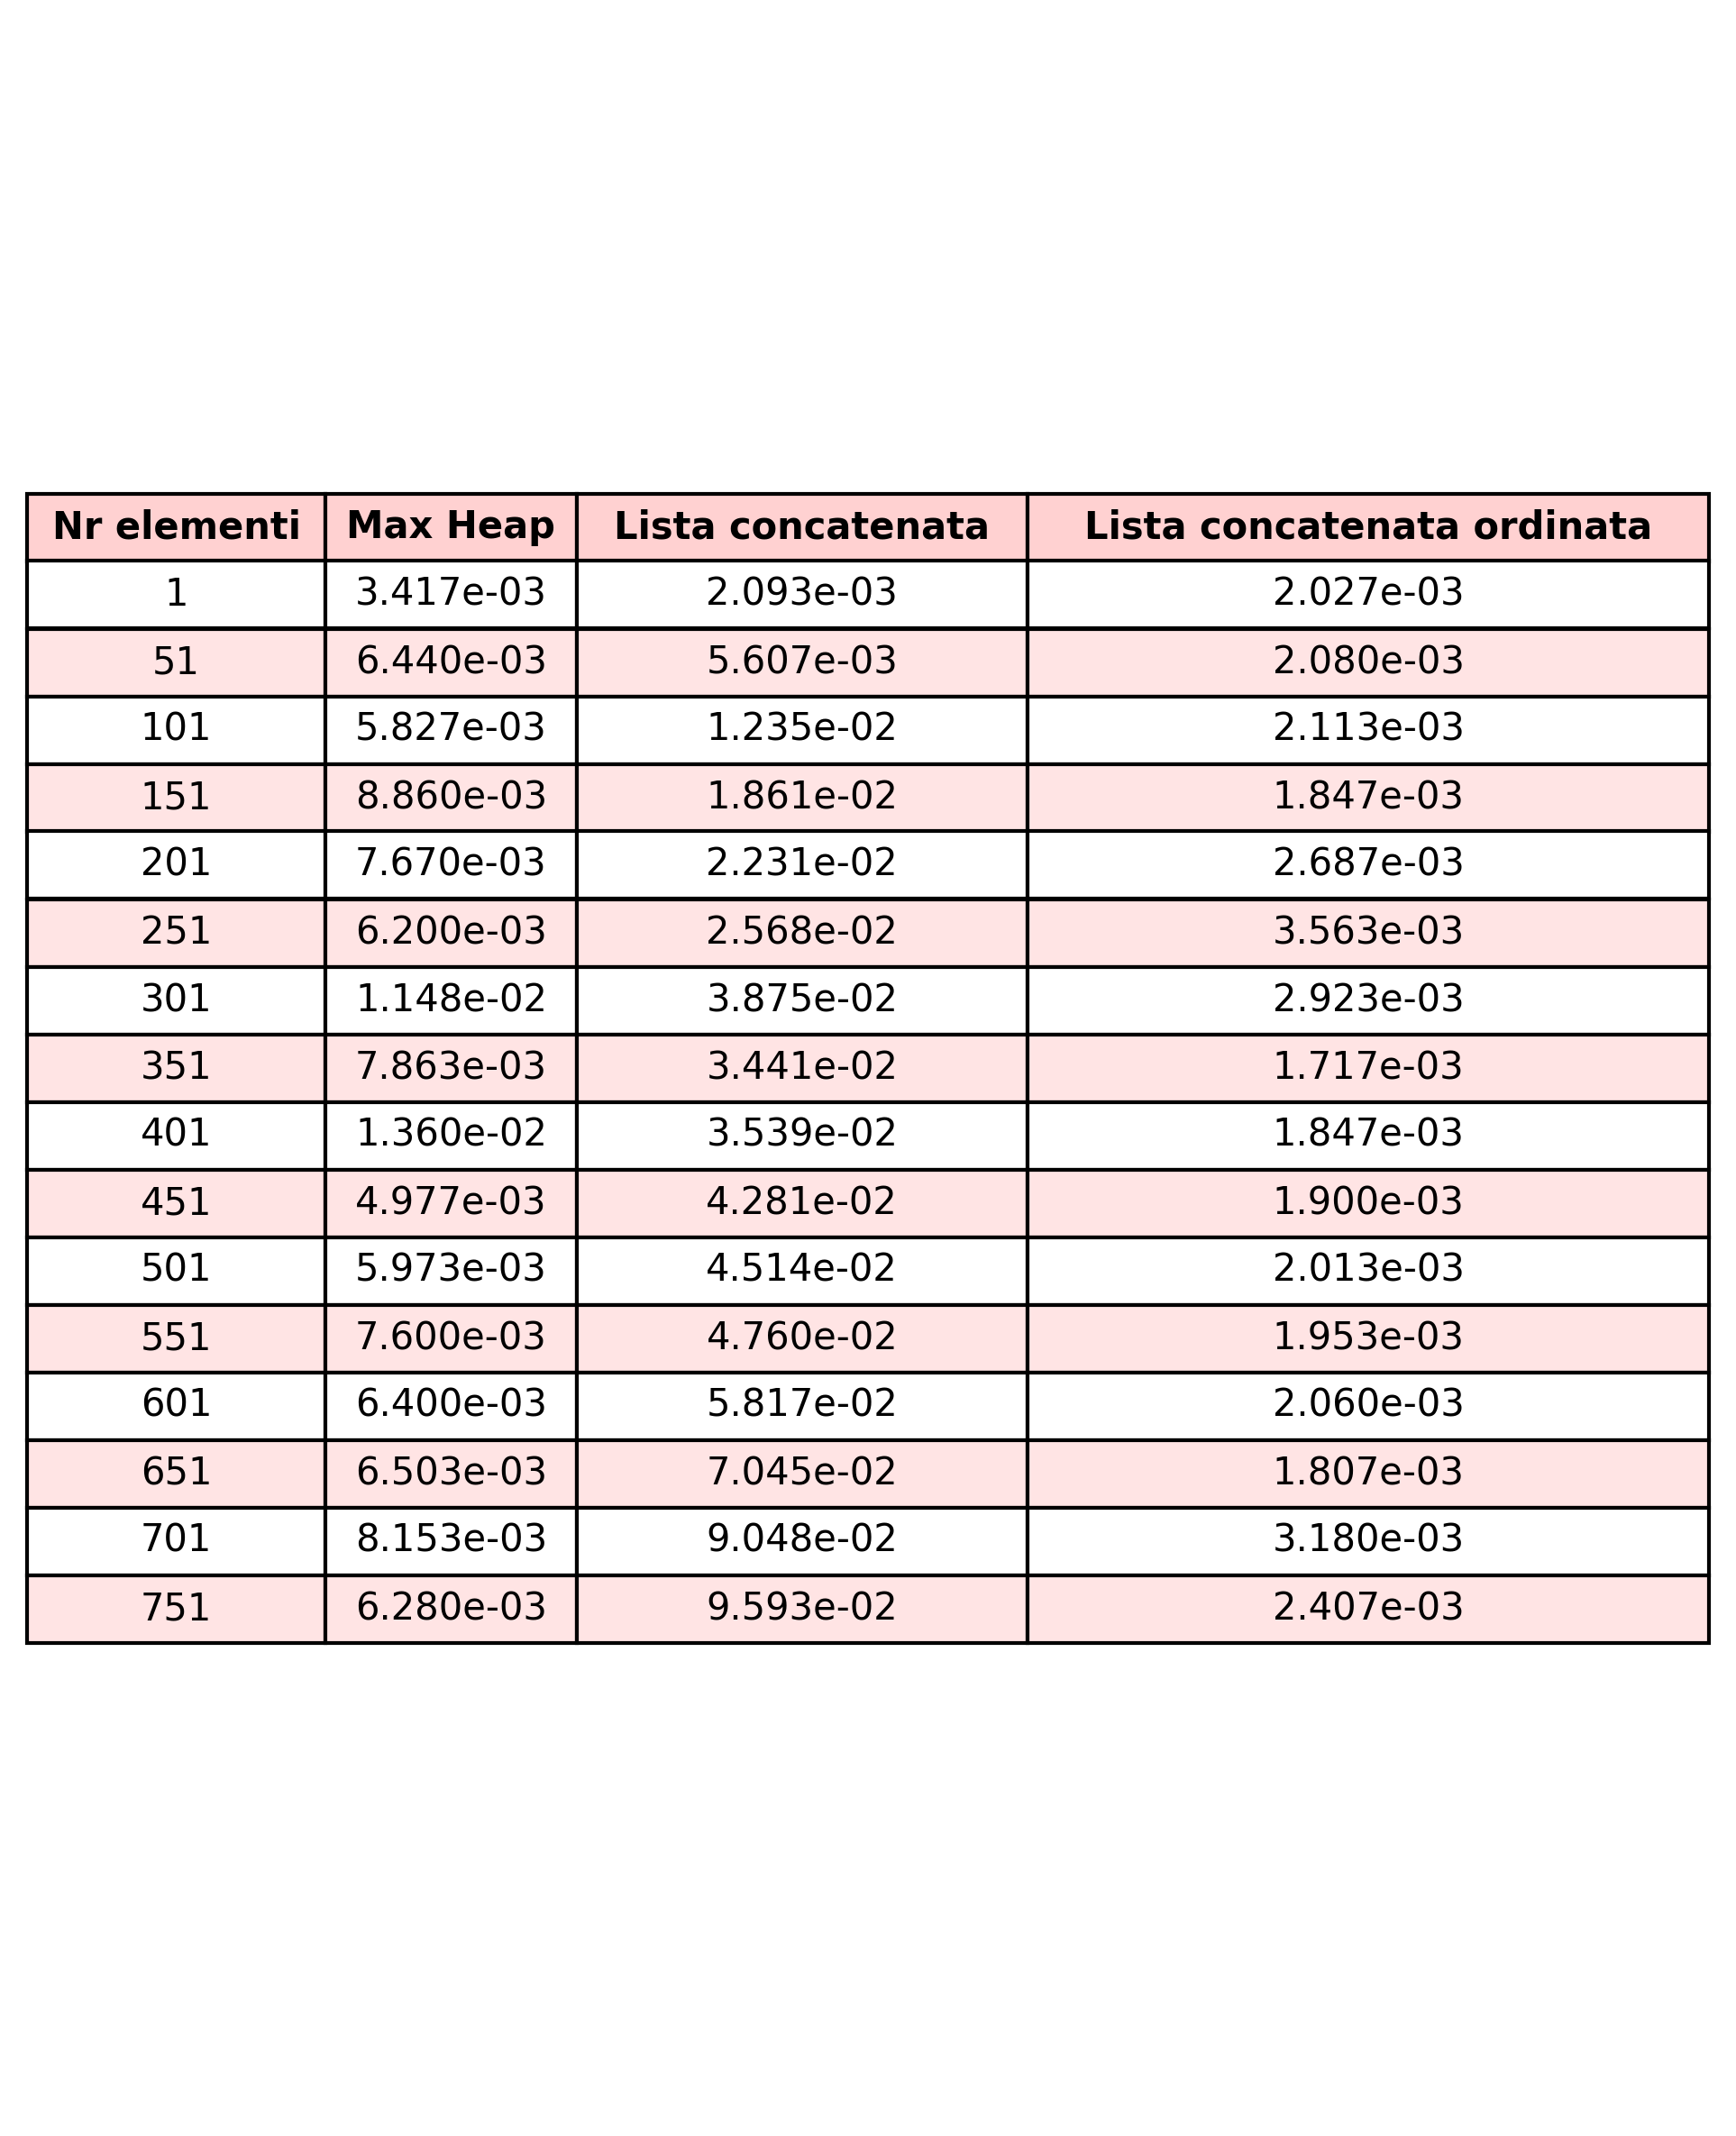 Nr elementi Max Heap Lista concatenata Lista concatenata ordinata
1 3.417e-03 2.093e-03 2.027e-03
51 6.440e-03 5.607e-03 2.080e-03
101 5.827e-03 1.235e-02 2.113e-03
151 8.860e-03 1.861e-02 1.847e-03
201 7.670e-03 2.231e-02 2.687e-03
251 6.200e-03 2.568e-02 3.563e-03
301 1.148e-02 3.875e-02 2.923e-03
351 7.863e-03 3.441e-02 1.717e-03
401 1.360e-02 3.539e-02 1.847e-03
451 4.977e-03 4.281e-02 1.900e-03
501 5.973e-03 4.514e-02 2.013e-03
551 7.600e-03 4.760e-02 1.953e-03
601 6.400e-03 5.817e-02 2.060e-03
651 6.503e-03 7.045e-02 1.807e-03
701 8.153e-03 9.048e-02 3.180e-03
751 6.280e-03 9.593e-02 2.407e-03